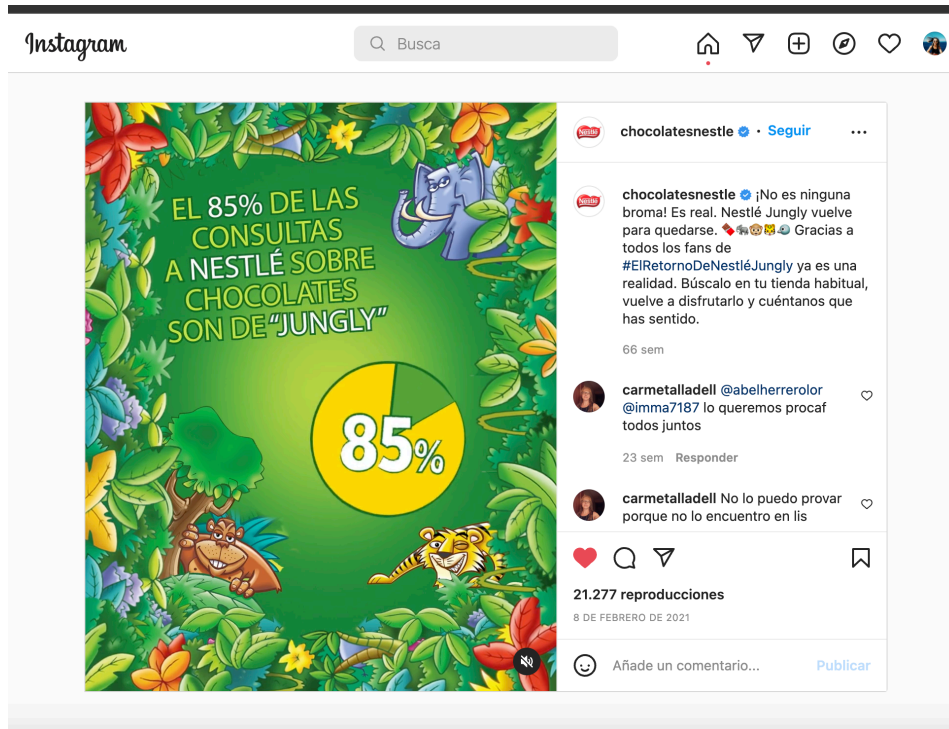 Instagram
Busca
EL 85% DE LAS
CONSULTAS
A NESTLÉ SOBRE
CHOCOLATES
SON DE “JUNGLY”
85%
Nestlé
chocolatesnestle • Seguir
Nestlé
chocolatesnestle ¡No es ninguna
broma! Es real. Nestlé Jungly vuelve
para quedarse. 🍫🐘🐵🐯🦏 Gracias a
todos los fans de
#ElRetornoDeNestléJungly ya es una
realidad. Búscalo en tu tienda habitual,
vuelve a disfrutarlo y cuéntanos que
has sentido.
66 sem
carmetalladell @abelherrerolor
@imma7187 lo queremos procaf
todos juntos
23 sem Responder
carmetalladell No lo puedo provar
porque no lo encuentro en lis
21.277 reproducciones
8 DE FEBRERO DE 2021
Añade un comentario... Publicar